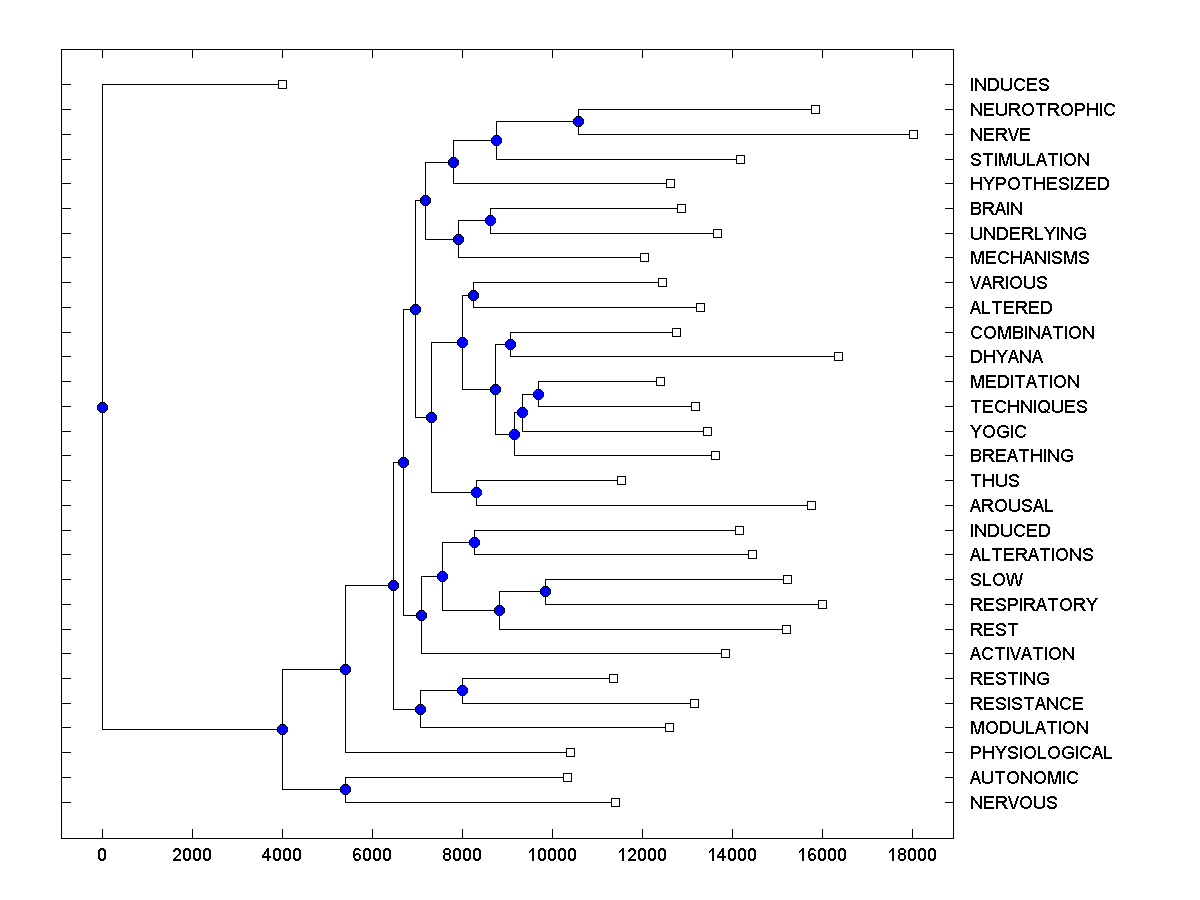 INDUCES
NEUROTROPHIC
NERVE
STIMULATION
HYPOTHESIZED
BRAIN
UNDERLYING
MECHANISMS
VARIOUS
ALTERED
COMBINATION
DHYANA
MEDITATION
TECHNIQUES
YOGIC
BREATHING
THUS
AROUSAL
INDUCED
ALTERATIONS
SLOW
RESPIRATORY
REST
ACTIVATION
RESTING
RESISTANCE
MODULATION
PHYSIOLOGICAL
AUTONOMIC
NERVOUS
0 2000 4000 6000 8000 10000 12000 14000 16000 18000